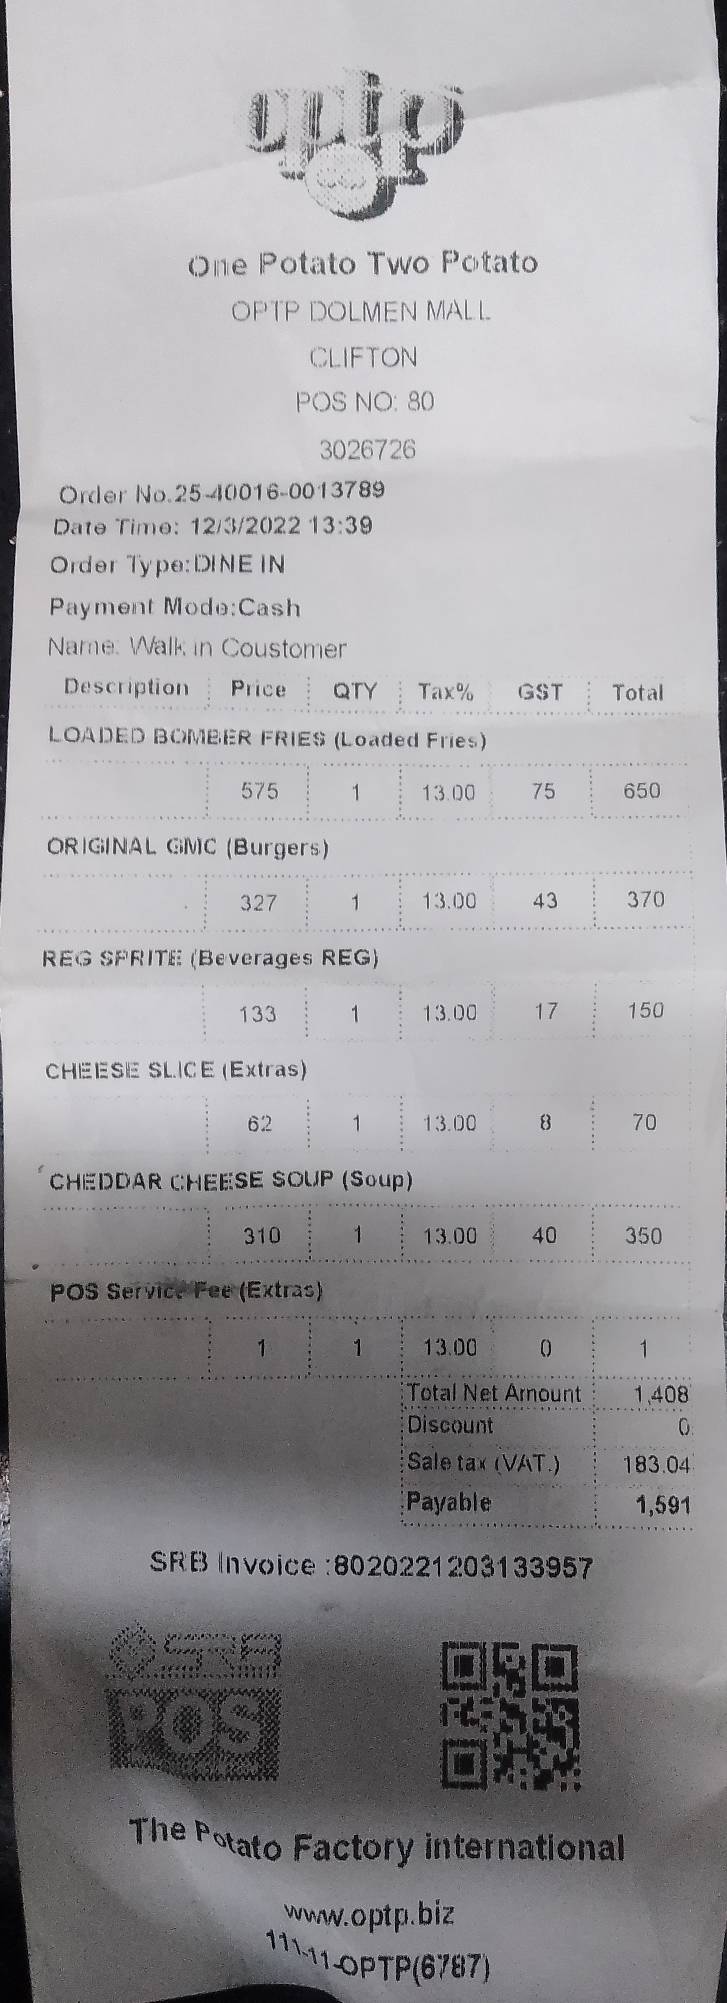 optp
One Potato Two Potato
OPTP DOLMEN MALL
CLIFTON
POS NO: 80
3026726
Order No.25-40016-0013789
Date Time: 12/3/2022 13:39
Order Type:DINE IN
Payment Mode:Cash
Name: Walk in Coustomer
Description Price QTY Tax% GST Total
LOADED BOMBER FRIES (Loaded Fries)
575 1 13.00 75 650
ORIGINAL GMC (Burgers)
327 1 13.00 43 370
REG SPRITE (Beverages REG)
133 1 13.00 17 150
CHEESE SLICE (Extras)
62 1 13.00 8 70
CHEDDAR CHEESE SOUP (Soup)
310 1 13.00 40 350
POS Service Fee (Extras)
1 1 13.00 0 1
Total Net Amount 1,408
Discount 0
Sale tax (VAT.) 183.04
Payable 1,591
SRB Invoice :8020221203133957
POS
The Potato Factory international
www.optp.biz
111-11-OPTP(6787)